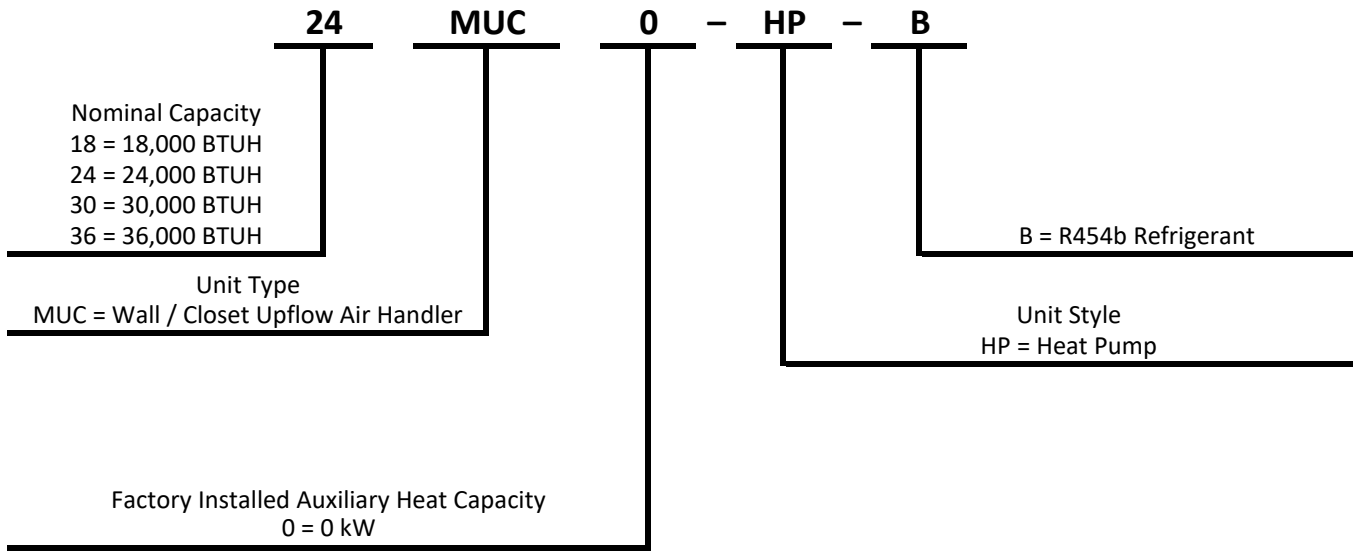 24 MUC 0 – HP – B
Nominal Capacity
18 = 18,000 BTUH
24 = 24,000 BTUH
30 = 30,000 BTUH
36 = 36,000 BTUH
B = R454b Refrigerant
Unit Type
MUC = Wall / Closet Upflow Air Handler
Unit Style
HP = Heat Pump
Factory Installed Auxiliary Heat Capacity
0 = 0 kW